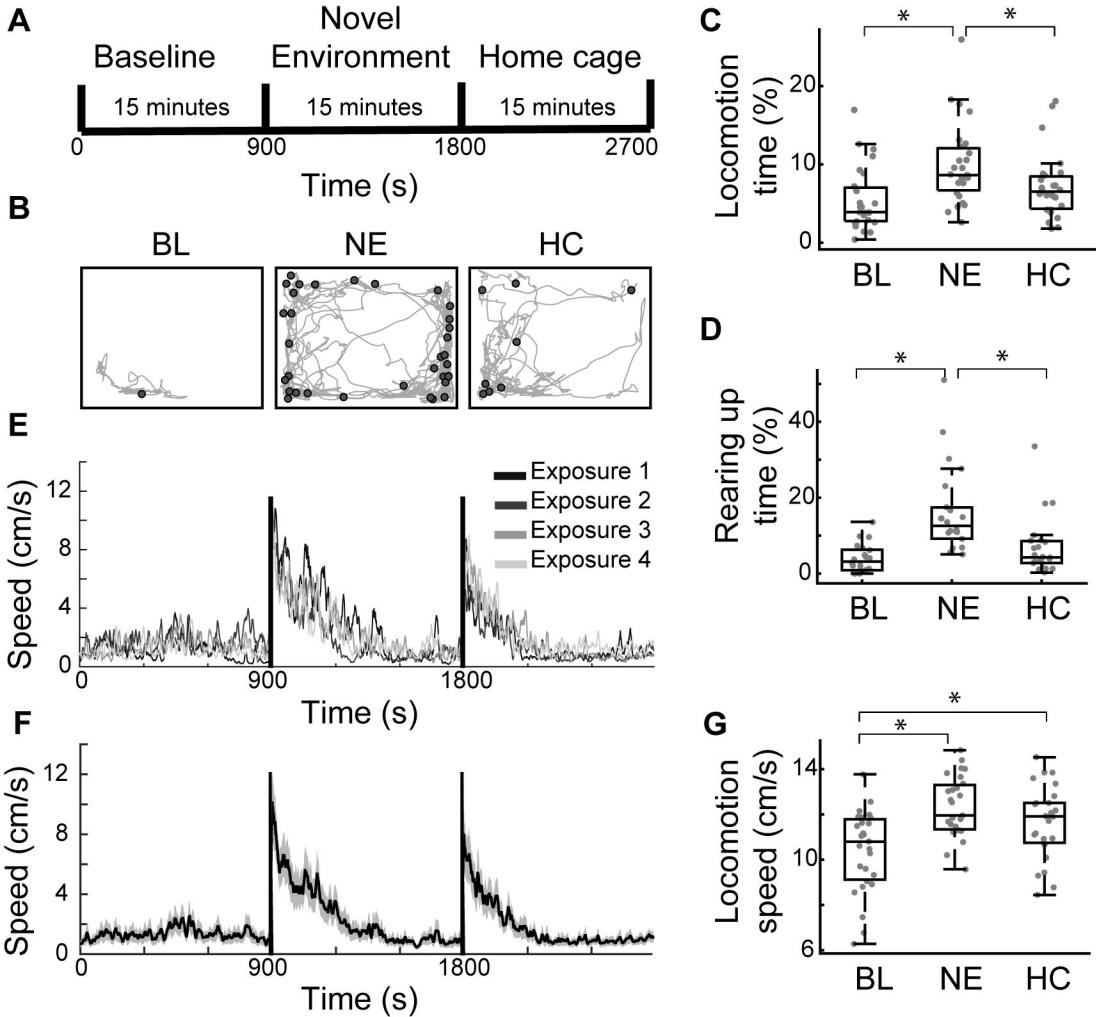 A
Baseline
Novel
Environment
Home cage
15 minutes
15 minutes
15 minutes
0
900
1800
2700
Time (s)
B
BL
NE
HC
C
*
*
Locomotion
time (%)
20
10
0
BL
NE
HC
D
*
*
Rearing up
time (%)
40
20
0
BL
NE
HC
E
Speed (cm/s)
12
8
4
0
Exposure 1
Exposure 2
Exposure 3
Exposure 4
0
900
1800
Time (s)
F
Speed (cm/s)
12
8
4
0
0
900
1800
Time (s)
G
*
*
Locomotion
speed (cm/s)
14
10
6
BL
NE
HC